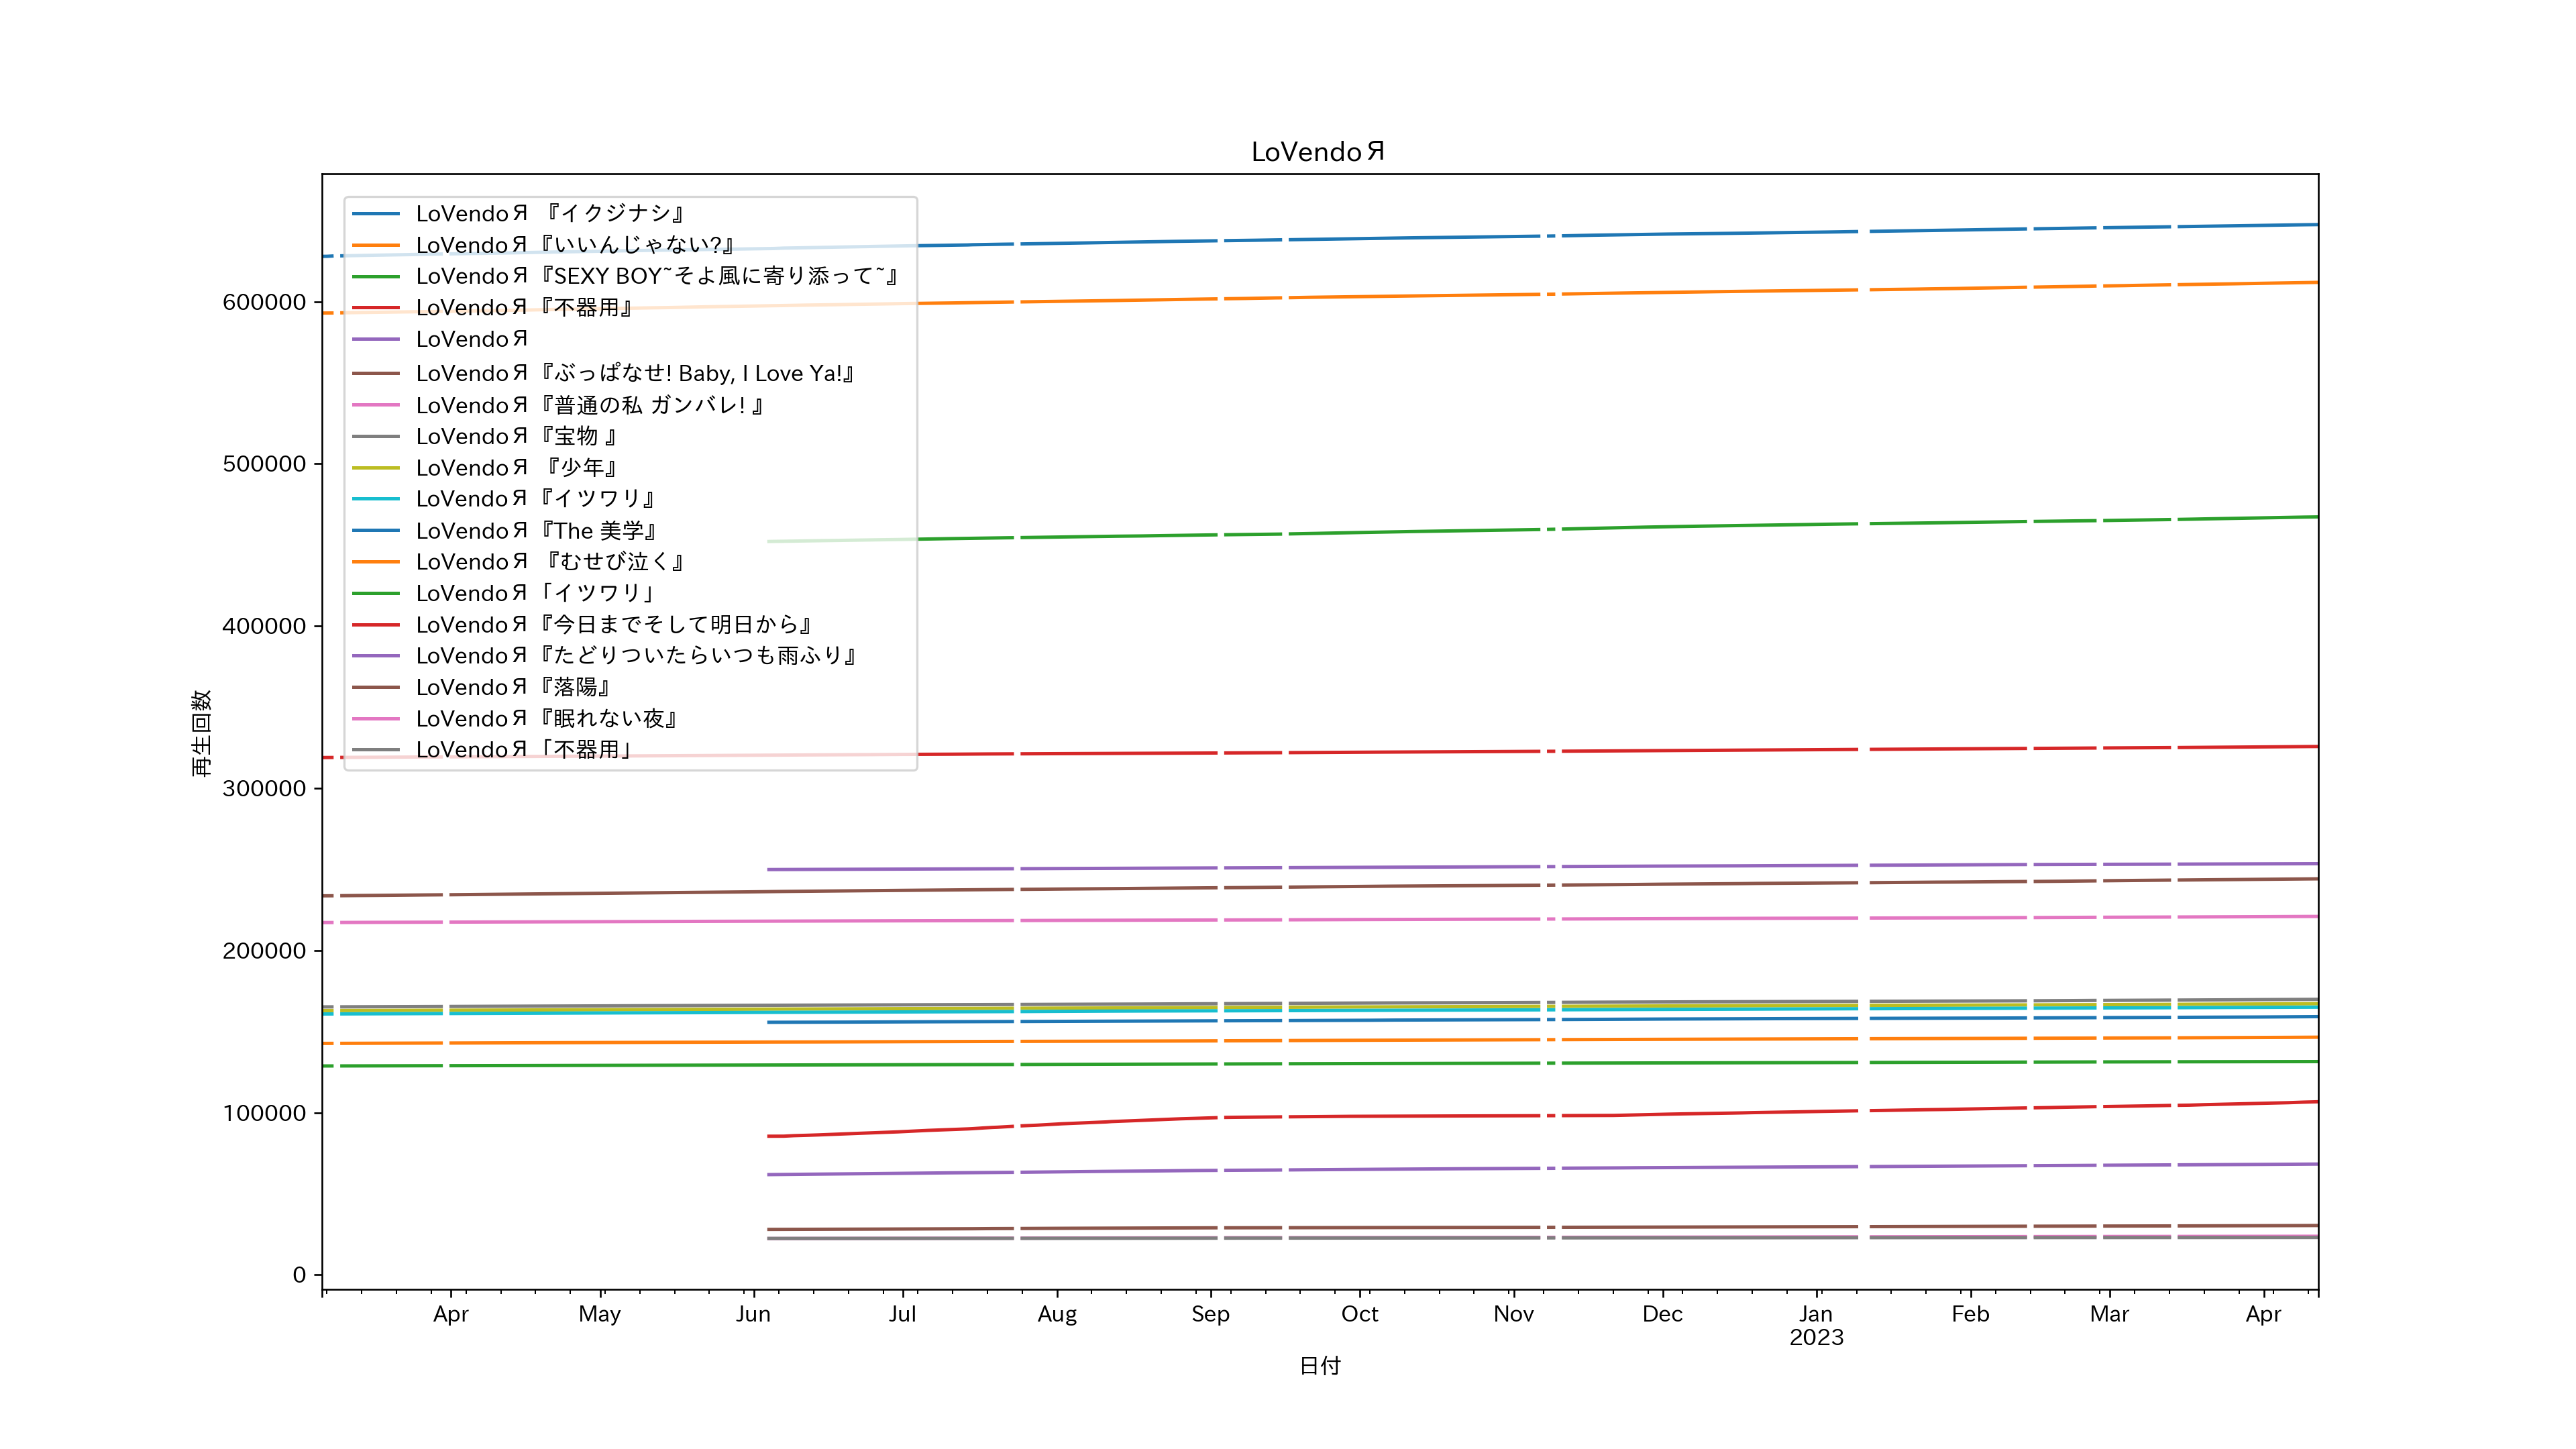 LoVendoЯ
LoVendoЯ 『イクジナシ』
LoVendoЯ『いいんじゃない?』
LoVendoЯ『SEXY BOY~そよ風に寄り添って~』
LoVendoЯ『不器用』
LoVendoЯ
LoVendoЯ『ぶっぱなせ! Baby, I Love Ya!』
LoVendoЯ『普通の私 ガンバレ! 』
LoVendoЯ『宝物 』
LoVendoЯ 『少年』
LoVendoЯ『イツワリ』
LoVendoЯ『The 美学』
LoVendoЯ 『むせび泣く』
LoVendoЯ「イツワリ」
LoVendoЯ『今日までそして明日から』
LoVendoЯ『たどりついたらいつも雨ふり』
LoVendoЯ『落陽』
LoVendoЯ『眠れない夜』
LoVendoЯ「不器用」
再生回数
600000
500000
400000
300000
200000
100000
0
Apr May Jun Jul Aug Sep Oct Nov Dec Jan Feb Mar Apr
2023
日付